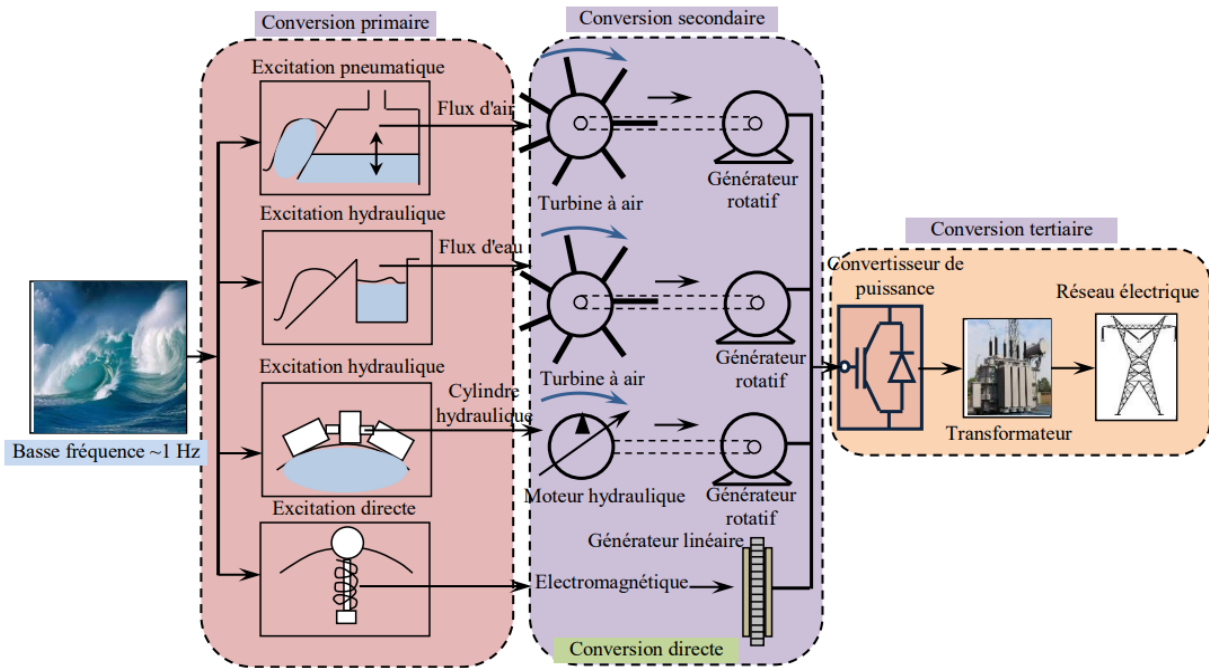 Conversion primaire
Conversion secondaire
Excitation pneumatique
Flux d'air
Turbine à air
Générateur
rotatif
Excitation hydraulique
Flux d'eau
Turbine à air
Générateur
rotatif
Conversion tertiaire
Convertisseur de
puissance
Réseau électrique
Transformateur
Basse fréquence ~1 Hz
Excitation hydraulique
Cylindre
hydraulique
Moteur hydraulique
Générateur
rotatif
Excitation directe
Générateur linéaire
Electromagnétique
Conversion directe